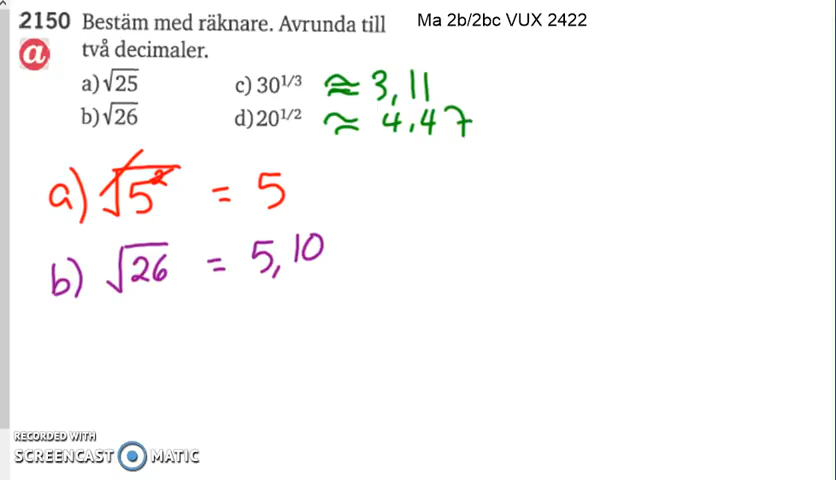 2150 Bestäm med räknare. Avrunda till Ma 2b/2bc VUX 2422
a två decimaler.
a) √25 c) 30^1/3 ≅ 3,11
b) √26 d) 20^1/2 ≈ 4,47
a) √5² = 5
b) √26 = 5,10
RECORDED WITH
SCREENCAST MATIC